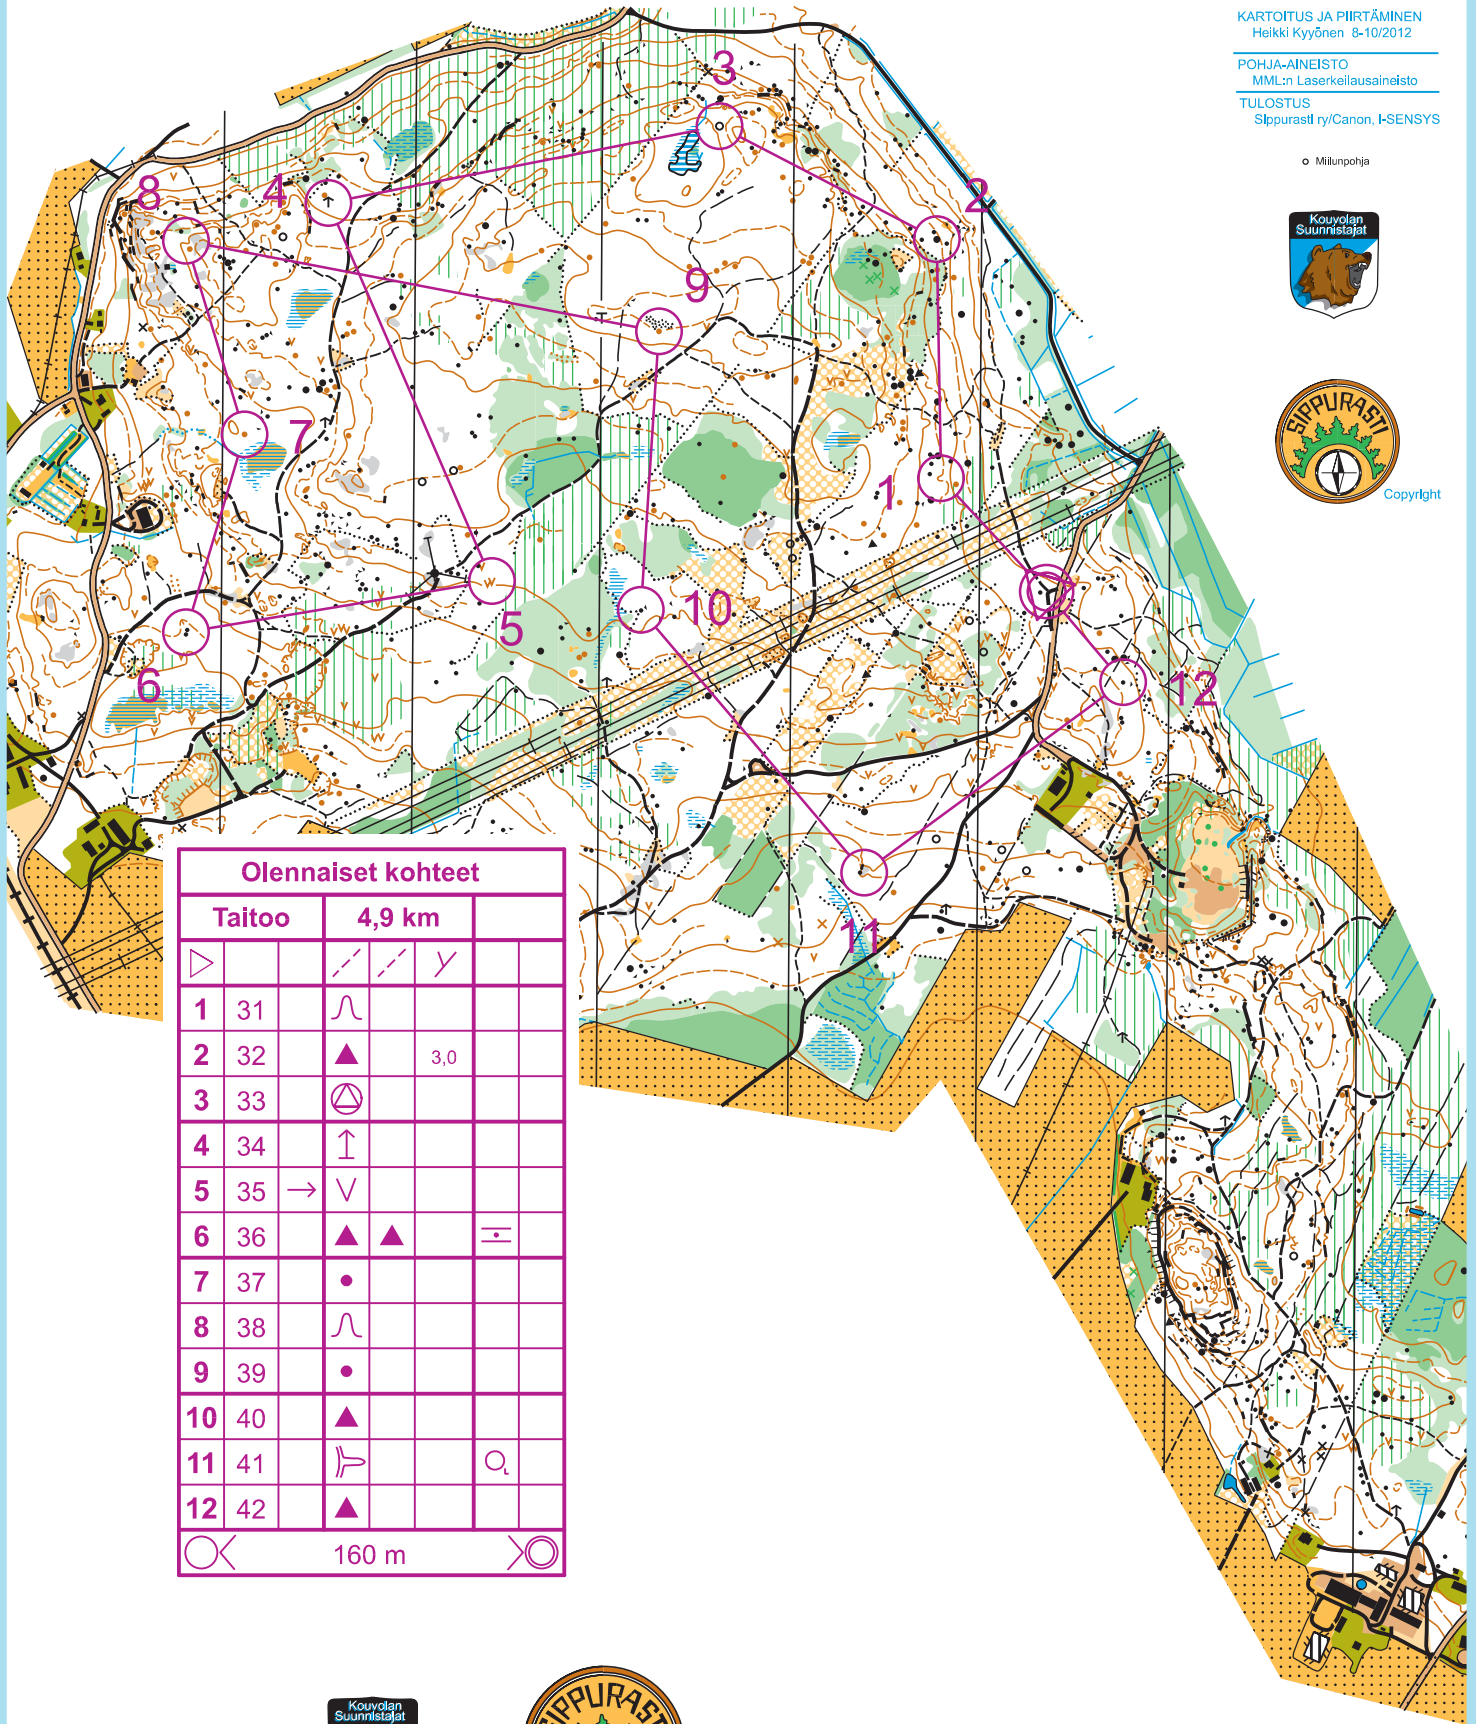 KARTOITUS JA PIIRTÄMINEN
Heikki Kyyönen 8-10/2012
POHJA-AINEISTO
MML:n Laserkeilausaineisto
TULOSTUS
Sippurasti ry/Canon, I-SENSYS
Miilunpohja
Kouvolan
Suunnistajat
SIPPURASTI
Copyright
3
2
8
4
9
7
1
5
10
6
12
11
Olennaiset kohteet
Taitoo 4,9 km
1 31
2 32 3,0
3 33
4 34
5 35
6 36
7 37
8 38
9 39
10 40
11 41
12 42
160 m
Kouvolan
Suunnistajat
SIPPURAS